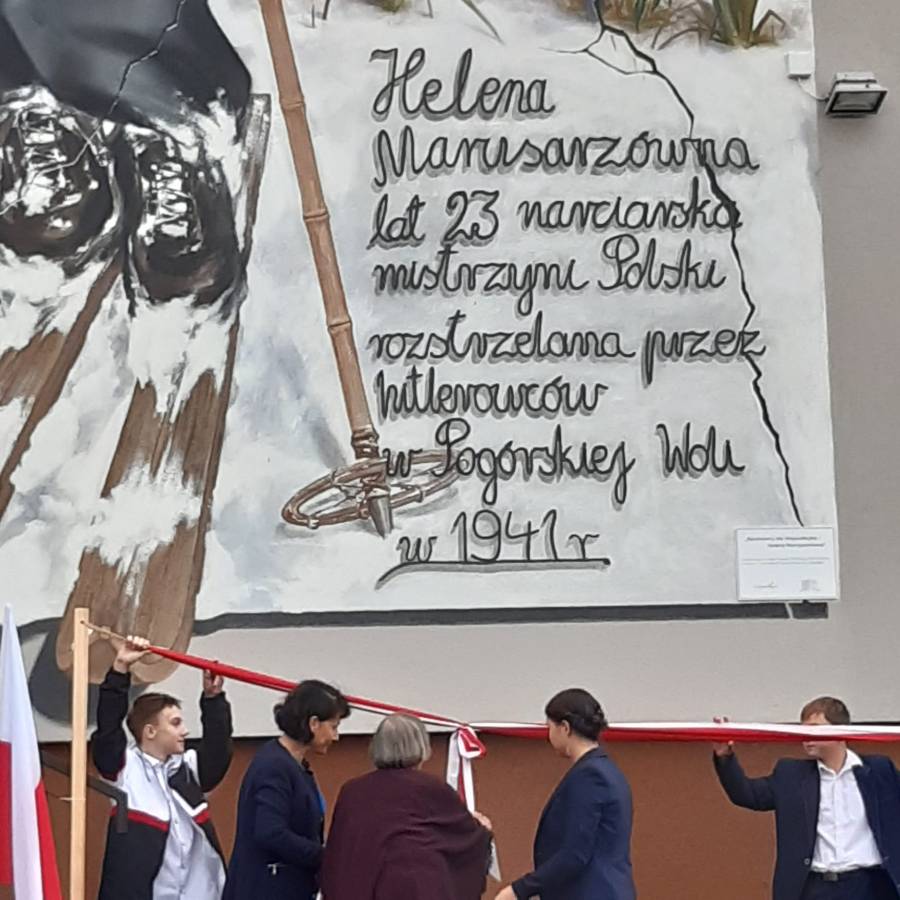 Helena
Marusarzówna
lat 23 narciarska
mistrzyni Polski
rozstrzelana przez
hitlerowców
w Pogórskiej Woli
w 1941 r